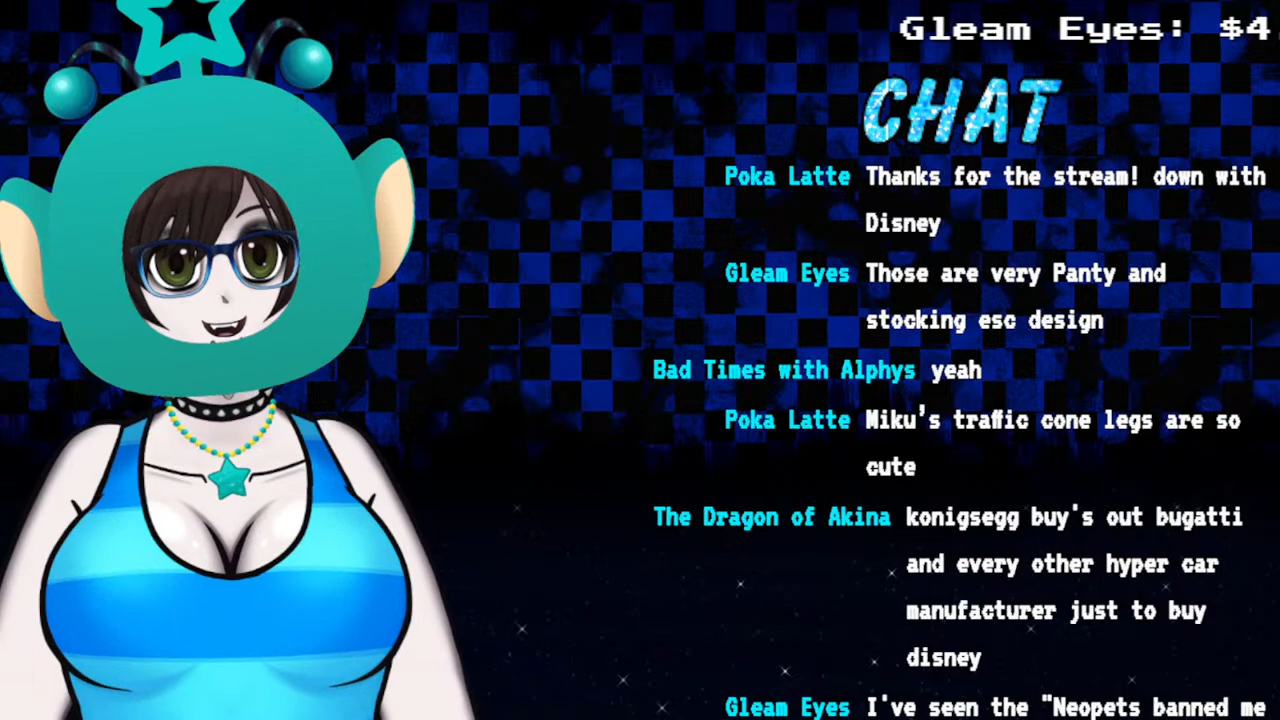 Gleam Eyes: $4
CHAT
Poka Latte Thanks for the stream! down with
Disney
Gleam Eyes Those are very Panty and
stocking esc design
Bad Times with Alphys yeah
Poka Latte Miku's traffic cone legs are so
cute
The Dragon of Akina konigsegg buy's out bugatti
and every other hyper car
manufacturer just to buy
disney
Gleam Eyes I've seen the "Neopets banned me